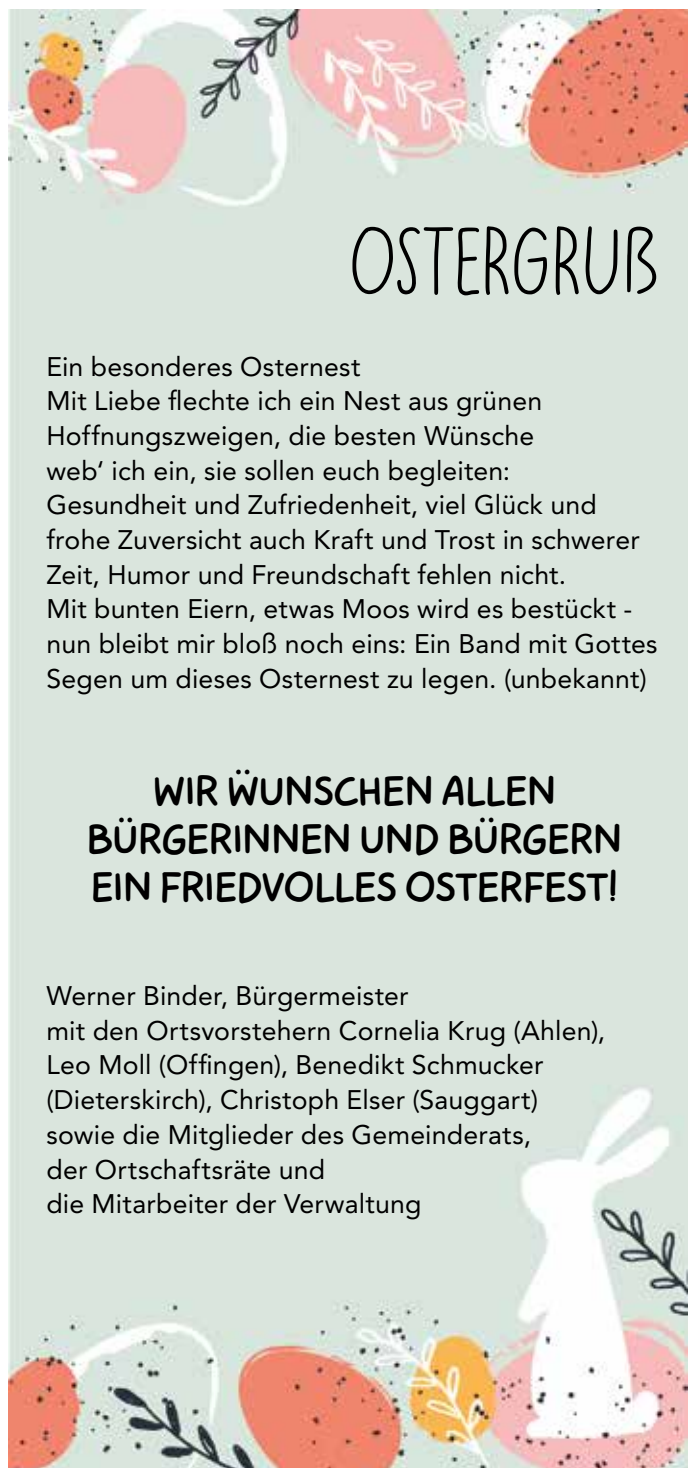 OSTERGRUß
Ein besonderes Osternest
Mit Liebe flechte ich ein Nest aus grünen
Hoffnungszweigen, die besten Wünsche
web‘ ich ein, sie sollen euch begleiten:
Gesundheit und Zufriedenheit, viel Glück und
frohe Zuversicht auch Kraft und Trost in schwerer
Zeit, Humor und Freundschaft fehlen nicht.
Mit bunten Eiern, etwas Moos wird es bestückt -
nun bleibt mir bloß noch eins: Ein Band mit Gottes
Segen um dieses Osternest zu legen. (unbekannt)
WIR ẄUNSCHEN ALLEN
BÜRGERINNEN UND BÜRGERN
EIN FRIEDVOLLES OSTERFEST!
Werner Binder, Bürgermeister
mit den Ortsvorstehern Cornelia Krug (Ahlen),
Leo Moll (Offingen), Benedikt Schmucker
(Dieterskirch), Christoph Elser (Sauggart)
sowie die Mitglieder des Gemeinderats,
der Ortschaftsräte und
die Mitarbeiter der Verwaltung